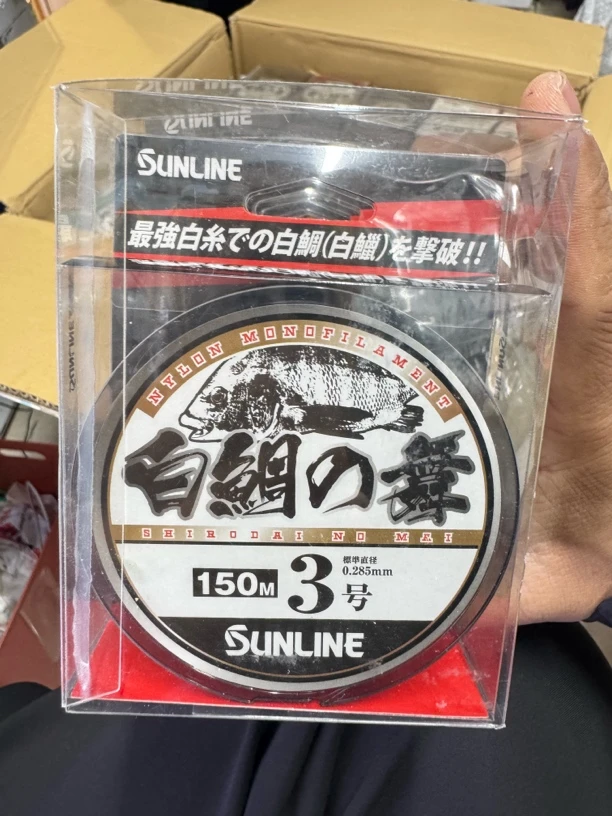 SUNLINE
SUNLINE
最強白糸での白鯛(白鱲)を撃破!!
NYLON MONOFILAMENT
白鯛の舞
SHIRODAI NO MAI
150M 3号
標準直径
0.285mm
SUNLINE